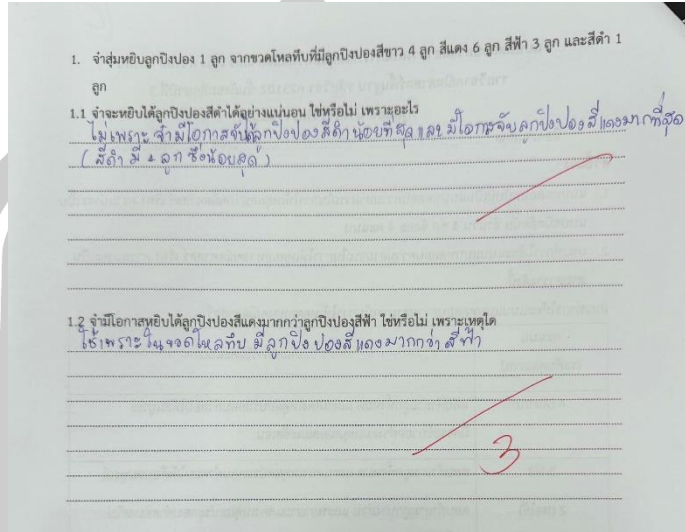 1. จำสุ่มหยิบลูกปิงปอง 1 ลูก จากขวดโหลทึบที่มีลูกปิงปองสีขาว 4 ลูก สีแดง 6 ลูก สีฟ้า 3 ลูก และสีดำ 1
ลูก
1.1 จำจะหยิบได้ลูกปิงปองสีดำได้อย่างแน่นอน ใช่หรือไม่ เพราะอะไร
ไม่เพราะ จำมีโอกาสจับได้ลูกปิงปองสีดำน้อยที่สุด และ มีโอกาสจับลูกปิงปองสีแดงมากที่สุด
(สีดำ มี 1 ลูก ซึ่งน้อยสุด)
1.2 จำมีโอกาสหยิบได้ลูกปิงปองสีแดงมากกว่าลูกปิงปองสีฟ้า ใช่หรือไม่ เพราะเหตุใด
ใช่เพราะในขวดโหลทึบ มีลูกปิงปองสีแดงมากกว่า สีฟ้า
3